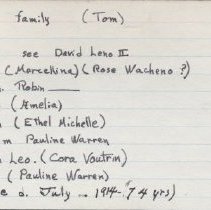 family (Tom)
see David Leno II
(Marcellina) (Rose Wacheno ?)
Robin
(Amelia)
(Ethel Michelle)
m Pauline Warren
Leo. (Cora Voutrin)
(Pauline Warren)
July 1914- 74 yrs)